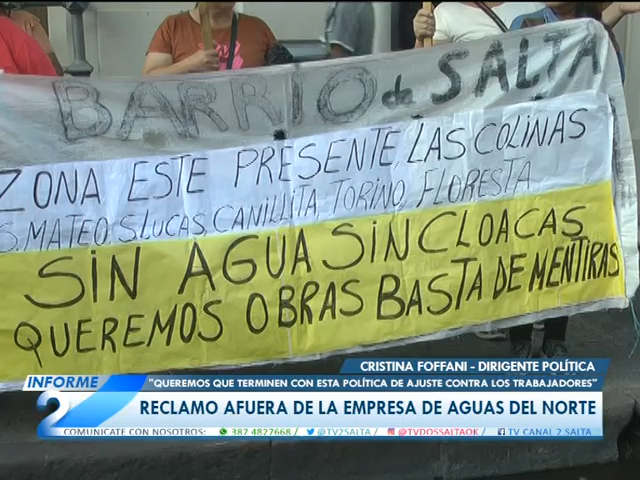 BARRIO de SALTA
ZONA ESTE PRESENTE, LAS COLINAS
S. MATEO, S. LUCAS, CANILLITA, TORINO, FLORESTA
SIN AGUA SIN CLOACAS
QUEREMOS OBRAS BASTA DE MENTIRAS
CRISTINA FOFFANI - DIRIGENTE POLÍTICA
INFORME
2
"QUEREMOS QUE TERMINEN CON ESTA POLÍTICA DE AJUSTE CONTRA LOS TRABAJADORES"
RECLAMO AFUERA DE LA EMPRESA DE AGUAS DEL NORTE
COMUNICATE CON NOSOTROS: 387 4827668 / @TV2SALTA / @TVDOSSALTAOK / TV CANAL 2 SALTA